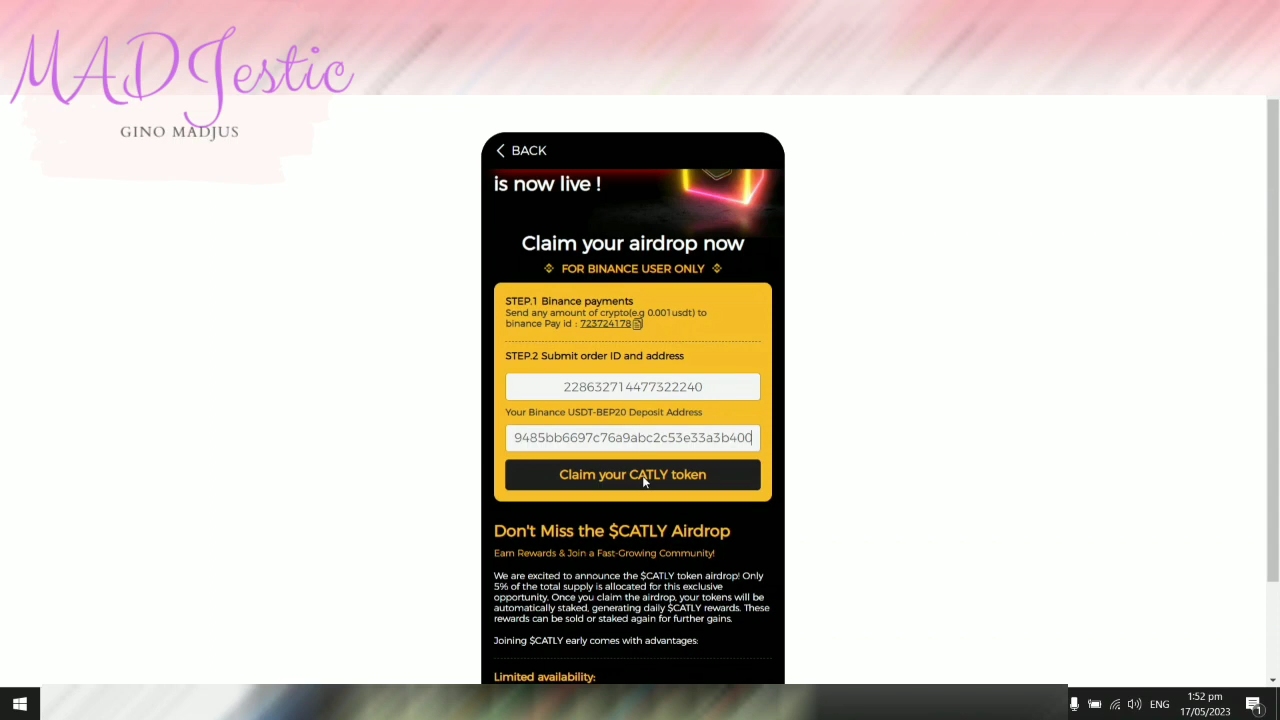 MADJestic
GINO MADJUS
BACK
is now live !
Claim your airdrop now
FOR BINANCE USER ONLY
STEP.1 Binance payments
Send any amount of crypto(e.g 0.001usdt) to
binance Pay id : 723724178
STEP.2 Submit order ID and address
228632714477322240
Your Binance USDT-BEP20 Deposit Address
9485bb6697c76a9abc2c53e33a3b400
Claim your CATLY token
Don't Miss the $CATLY Airdrop
Earn Rewards & Join a Fast-Growing Community!
We are excited to announce the $CATLY token airdrop! Only
5% of the total supply is allocated for this exclusive
opportunity. Once you claim the airdrop, your tokens will be
automatically staked, generating daily $CATLY rewards. These
rewards can be sold or staked again for further gains.
Joining $CATLY early comes with advantages:
Limited availability:
1:52 pm
ENG
17/05/2023
1